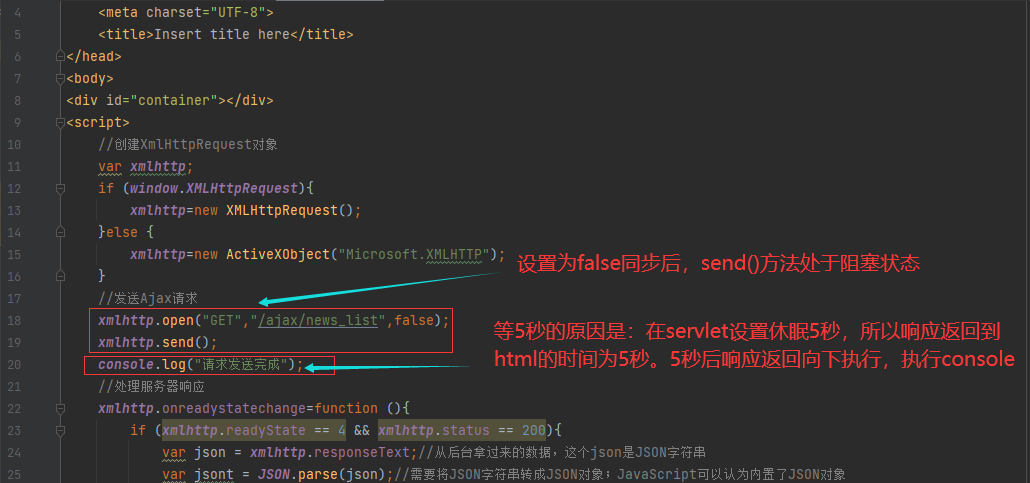 4 <meta charset="UTF-8">
5 <title>Insert title here</title>
6 </head>
7 <body>
8 <div id="container"></div>
9 <script>
10 //创建XmlHttpRequest对象
11 var xmlhttp;
12 if (window.XMLHttpRequest){
13 xmlhttp=new XMLHttpRequest();
14 }else {
15 xmlhttp=new ActiveXObject("Microsoft.XMLHTTP");
16 }
设置为false同步后，send()方法处于阻塞状态
17 //发送Ajax请求
18 xmlhttp.open("GET","/ajax/news_list",false);
19 xmlhttp.send();
等5秒的原因是：在servlet设置休眠5秒，所以响应返回到
html的时间为5秒。5秒后响应返回向下执行，执行console
20 console.log("请求发送完成");
21 //处理服务器响应
22 xmlhttp.onreadystatechange=function (){
23 if (xmlhttp.readyState == 4 && xmlhttp.status == 200){
24 var json = xmlhttp.responseText;//从后台拿过来的数据，这个json是JSON字符串
25 var jsont = JSON.parse(json);//需要将JSON字符串转成JSON对象；JavaScript可以认为内置了JSON对象